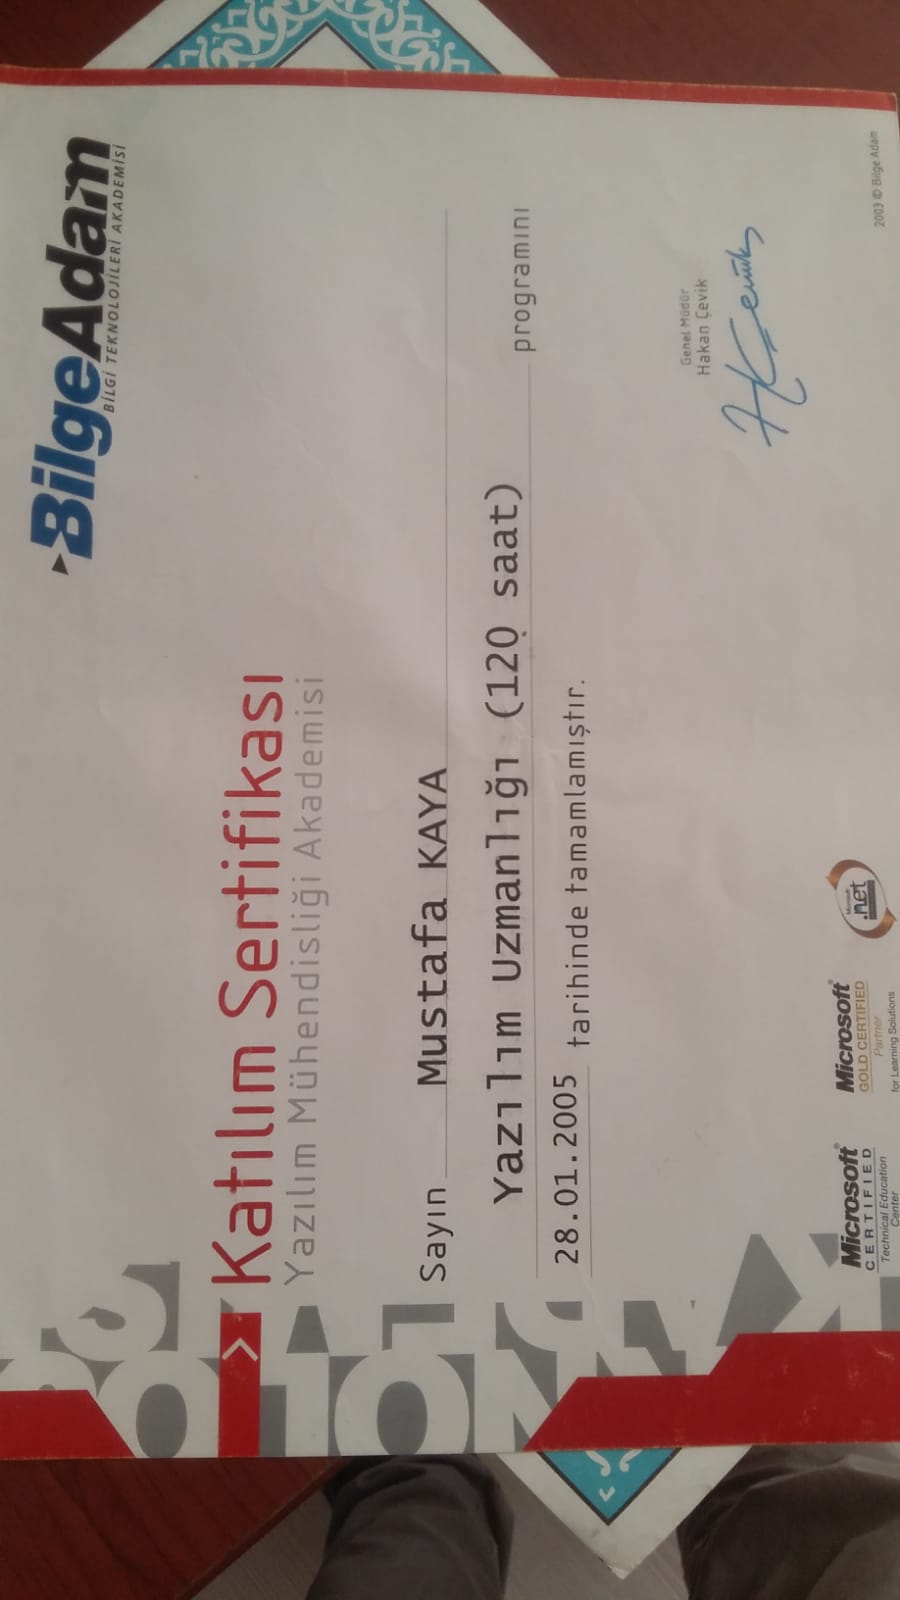 BilgeAdam
BİLGİ TEKNOLOJİLERİ AKADEMİSİ
> Katılım Sertifikası
Yazılım Mühendisliği Akademisi
Sayın Mustafa KAYA
Yazılım Uzmanlığı (120 saat) programını
28.01.2005 tarihinde tamamlamıştır.
Genel Müdür
Hakan Çevik
Microsoft
CERTIFIED
Technical Education
Center
Microsoft
GOLD CERTIFIED
Partner
for Learning Solutions
Microsoft
.net
2003 © Bilge Adam